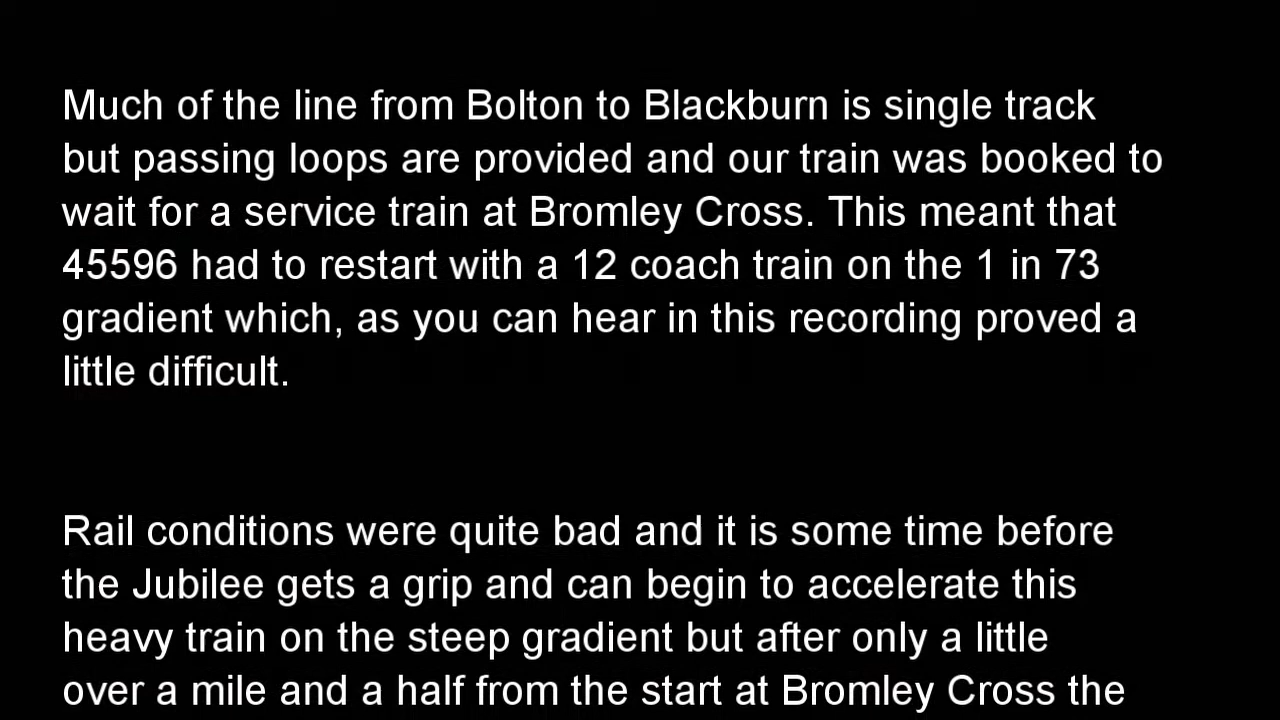 Much of the line from Bolton to Blackburn is single track
but passing loops are provided and our train was booked to
wait for a service train at Bromley Cross. This meant that
45596 had to restart with a 12 coach train on the 1 in 73
gradient which, as you can hear in this recording proved a
little difficult.
Rail conditions were quite bad and it is some time before
the Jubilee gets a grip and can begin to accelerate this
heavy train on the steep gradient but after only a little
over a mile and a half from the start at Bromley Cross the